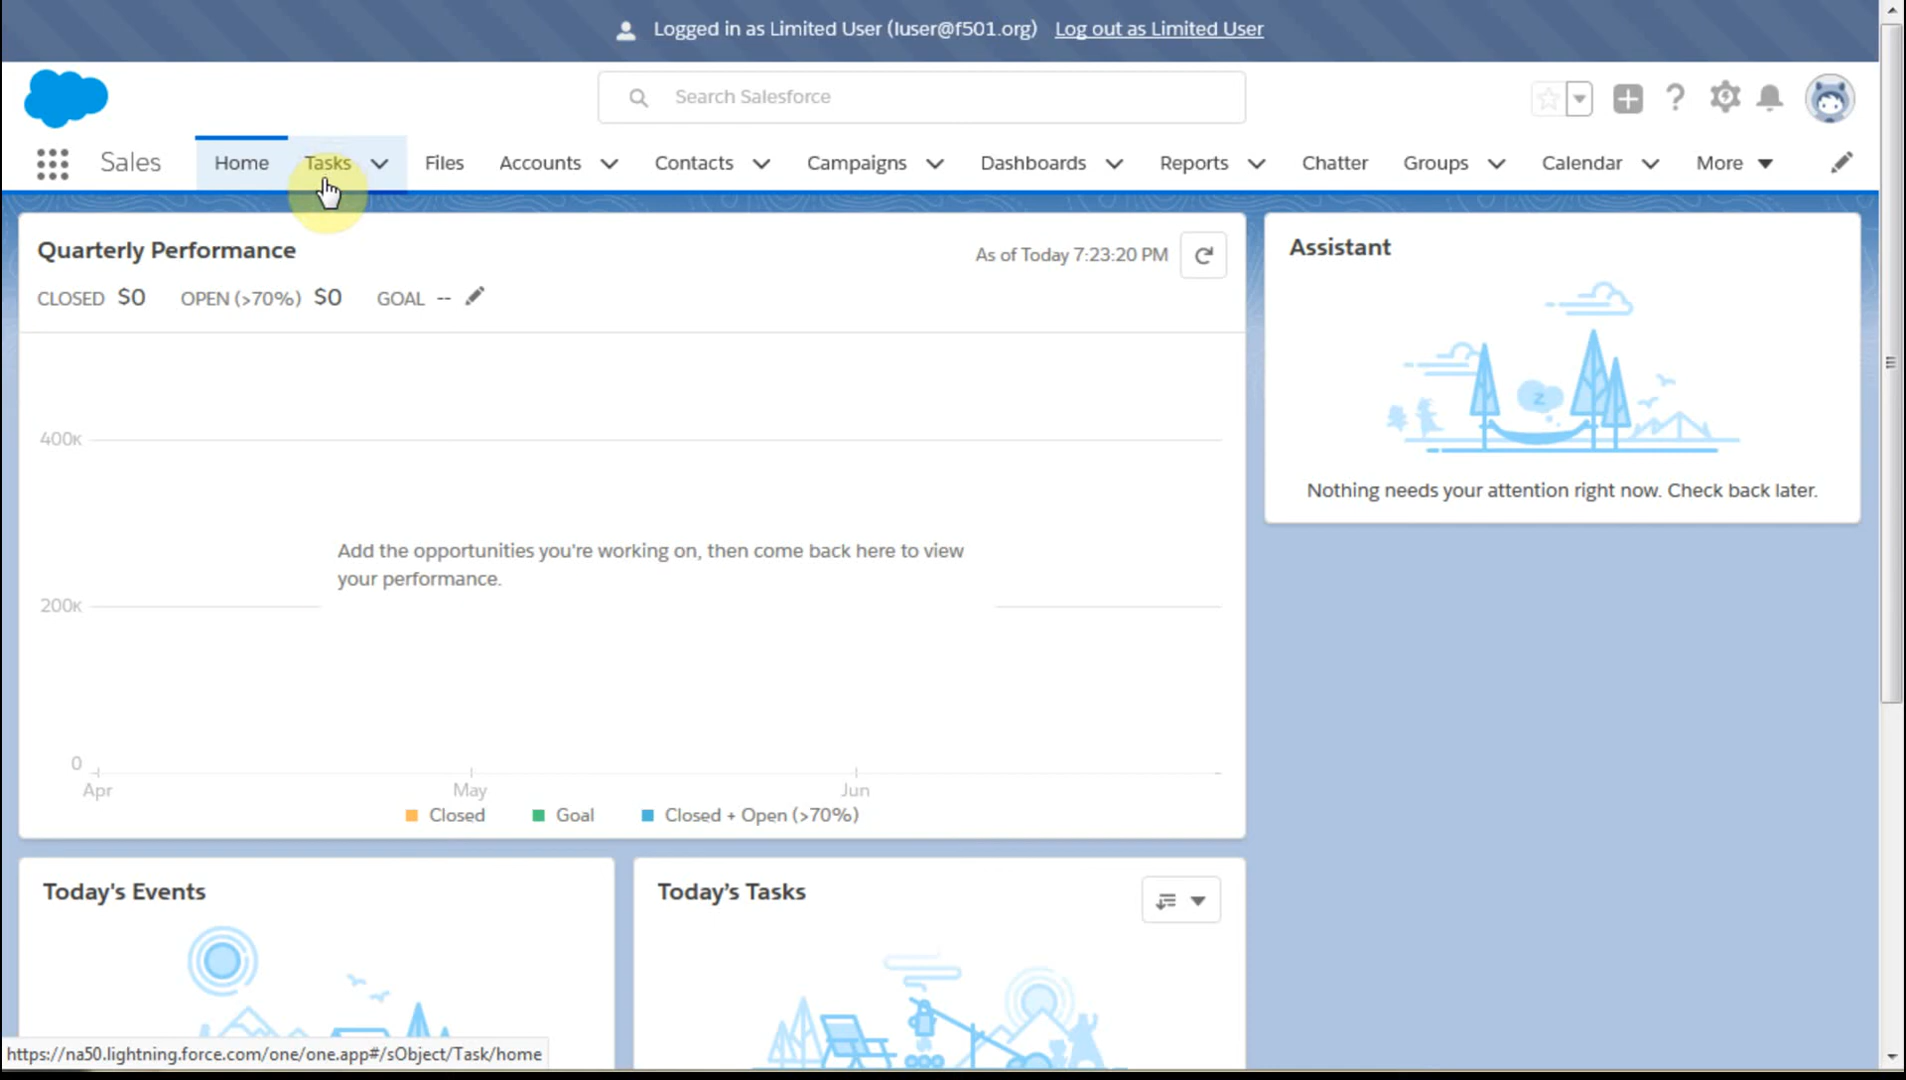 Logged in as Limited User (luser@f501.org) Log out as Limited User
Search Salesforce
Sales Home Tasks Files Accounts Contacts Campaigns Dashboards Reports Chatter Groups Calendar More
Quarterly Performance
As of Today 7:23:20 PM
CLOSED $0 OPEN (>70%) $0 GOAL --
400K
Add the opportunities you're working on, then come back here to view
your performance.
200K
0
Apr May Jun
Closed Goal Closed + Open (>70%)
Assistant
z
Nothing needs your attention right now. Check back later.
Today's Events
Today's Tasks
https://na50.lightning.force.com/one/one.app#/sObject/Task/home